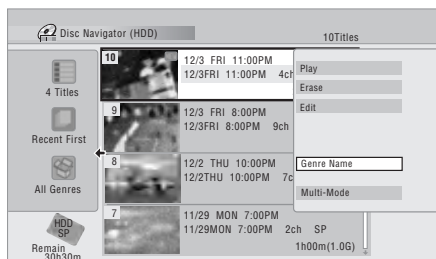 Disc Navigator (HDD)
10Titles
4 Titles
Recent First
All Genres
HDD
SP
Remain
30h30m
10
12/3 FRI 11:00PM
12/3FRI 11:00PM 4ch
9
12/3 FRI 8:00PM
12/3FRI 8:00PM 9ch
8
12/2 THU 10:00PM
12/2THU 10:00PM 7c
7
11/29 MON 7:00PM
11/29MON 7:00PM 2ch SP
1h00m(1.0G)
Play
Erase
Edit
Genre Name
Multi-Mode